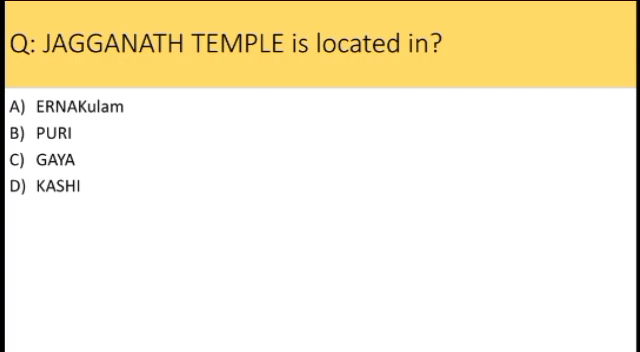 Q: JAGGANATH TEMPLE is located in?
A) ERNAKulam
B) PURI
C) GAYA
D) KASHI